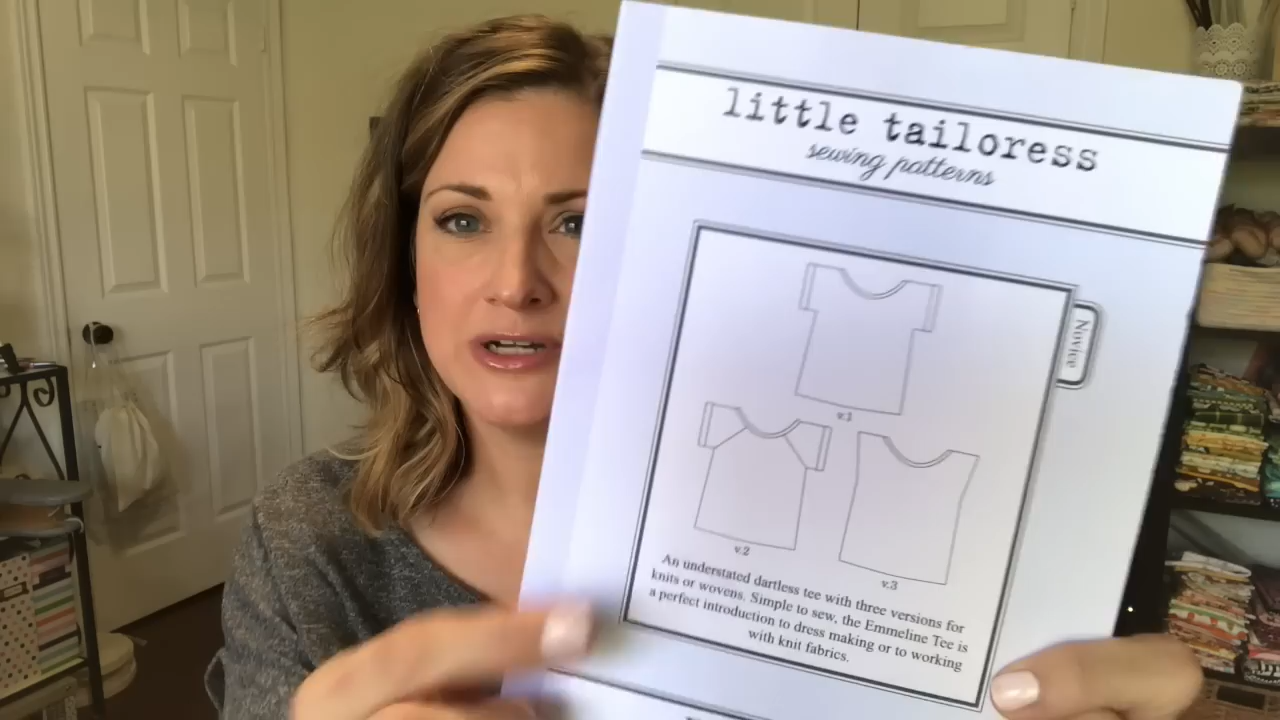 little tailoress
sewing patterns
Novice
v.1
v.2
v.3
An understated dartless tee with three versions for
knits or wovens. Simple to sew, the Emmeline Tee is
a perfect introduction to dress making or to working
with knit fabrics.